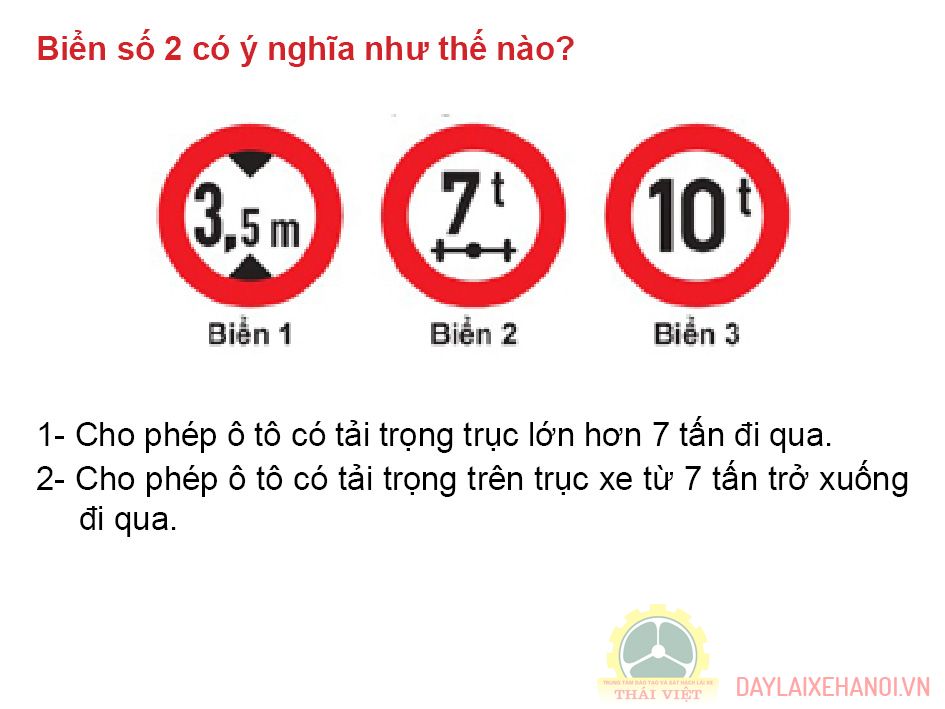 Biển số 2 có ý nghĩa như thế nào?
3,5 m
7 t
10 t
Biển 1
Biển 2
Biển 3
1- Cho phép ô tô có tải trọng trục lớn hơn 7 tấn đi qua.
2- Cho phép ô tô có tải trọng trên trục xe từ 7 tấn trở xuống
đi qua.
TRUNG TÂM ĐÀO TẠO VÀ SÁT HẠCH LÁI XE
THÁI VIỆT
DAYLAIXEHANOI.VN